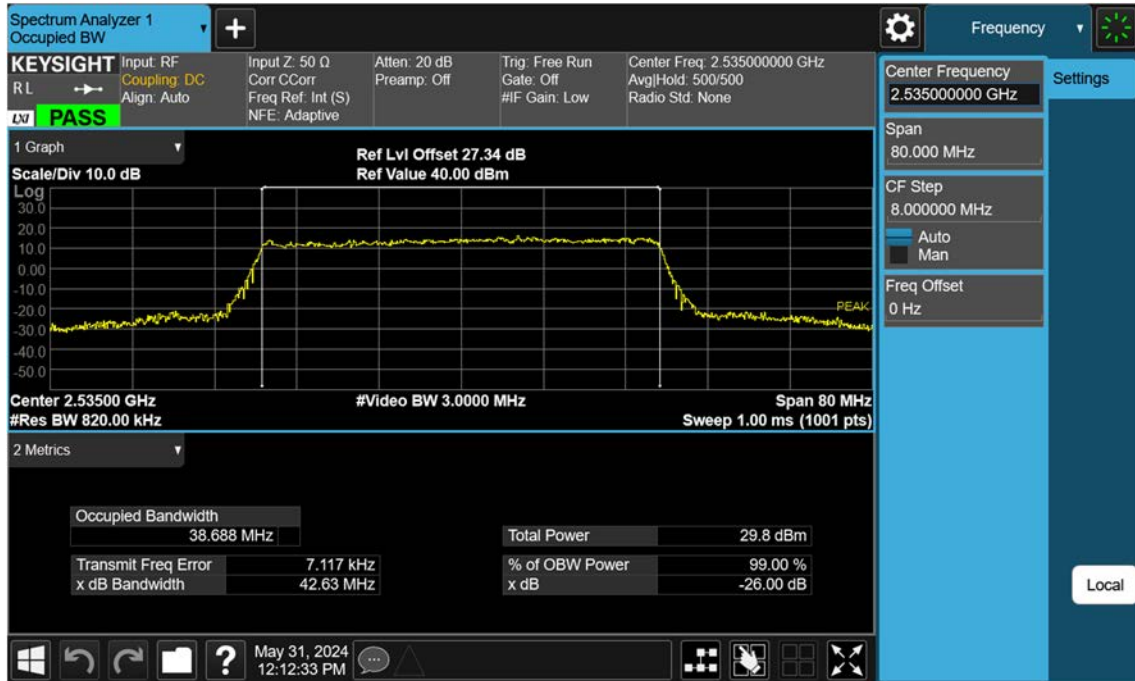 Spectrum Analyzer 1
Occupied BW
Frequency
KEYSIGHT
RL
LXI PASS
Input: RF
Coupling: DC
Align: Auto
Input Z: 50 Ω
Corr CCorr
Freq Ref: Int (S)
NFE: Adaptive
Atten: 20 dB
Preamp: Off
Trig: Free Run
Gate: Off
#IF Gain: Low
Center Freq: 2.535000000 GHz
Avg|Hold: 500/500
Radio Std: None
Center Frequency
2.535000000 GHz
Settings
Span
80.000 MHz
CF Step
8.000000 MHz
Auto
Man
Freq Offset
0 Hz
Local
1 Graph
Scale/Div 10.0 dB
Ref Lvl Offset 27.34 dB
Ref Value 40.00 dBm
Log
30.0
20.0
10.0
0.00
-10.0
-20.0
-30.0
-40.0
-50.0
PEAK
Center 2.53500 GHz
#Video BW 3.0000 MHz
Span 80 MHz
#Res BW 820.00 kHz
Sweep 1.00 ms (1001 pts)
2 Metrics
Occupied Bandwidth
38.688 MHz
Total Power 29.8 dBm
Transmit Freq Error 7.117 kHz
% of OBW Power 99.00 %
x dB Bandwidth 42.63 MHz
x dB -26.00 dB
May 31, 2024
12:12:33 PM